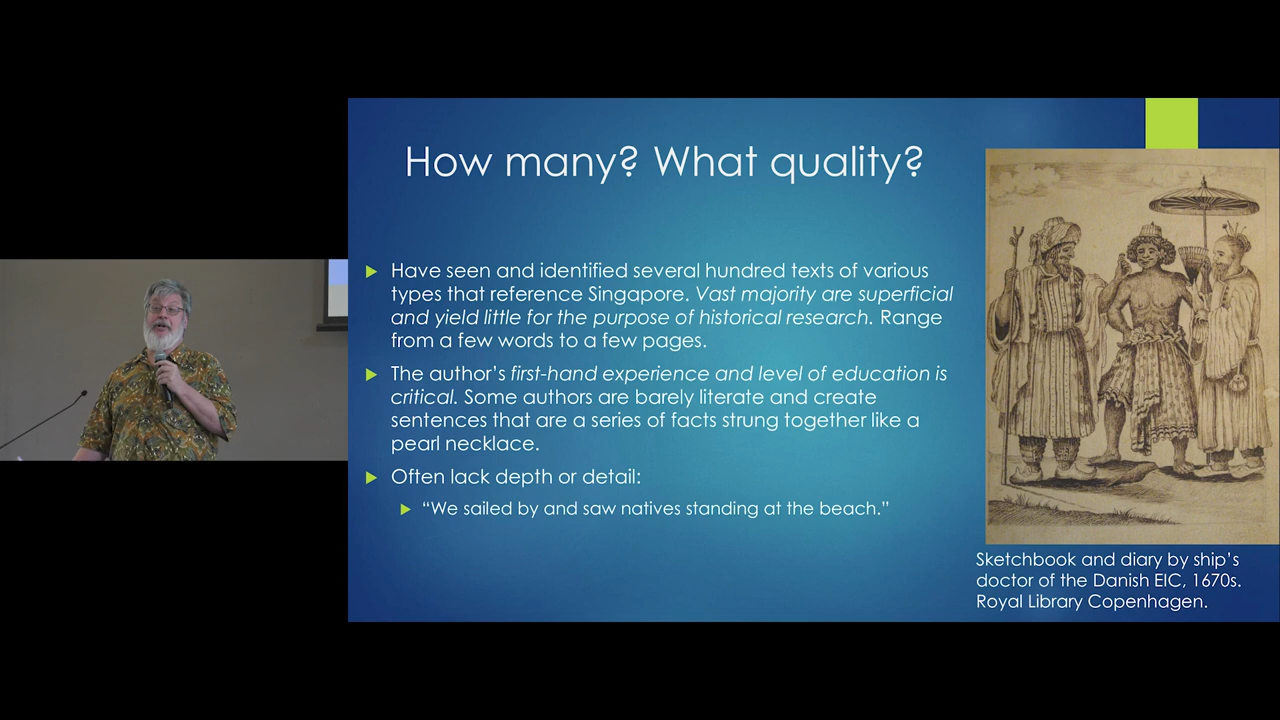 How many? What quality?
Have seen and identified several hundred texts of various
types that reference Singapore. Vast majority are superficial
and yield little for the purpose of historical research. Range
from a few words to a few pages.
The author's first-hand experience and level of education is
critical. Some authors are barely literate and create
sentences that are a series of facts strung together like a
pearl necklace.
Often lack depth or detail:
“We sailed by and saw natives standing at the beach.”
Sketchbook and diary by ship's
doctor of the Danish EIC, 1670s.
Royal Library Copenhagen.